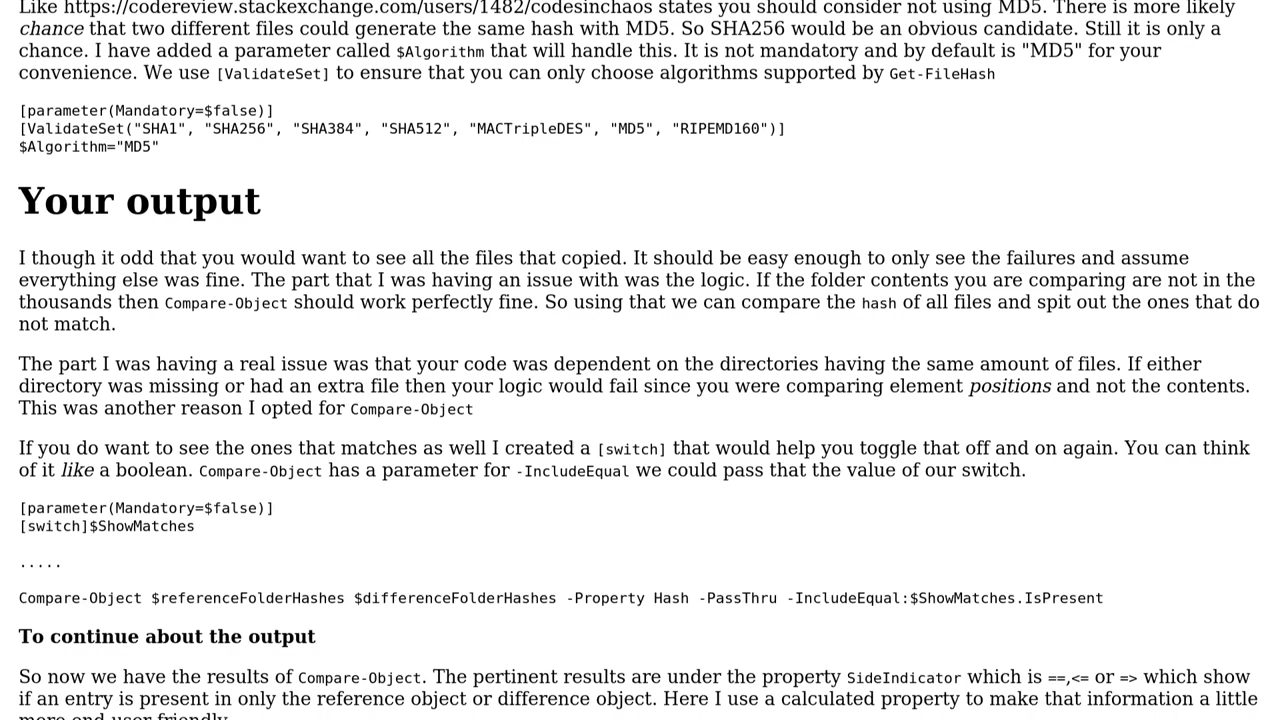 Like https://codereview.stackexchange.com/users/1482/codesinchaos states you should consider not using MD5. There is more likely
chance that two different files could generate the same hash with MD5. So SHA256 would be an obvious candidate. Still it is only a
chance. I have added a parameter called $Algorithm that will handle this. It is not mandatory and by default is "MD5" for your
convenience. We use [ValidateSet] to ensure that you can only choose algorithms supported by Get-FileHash
[parameter(Mandatory=$false)]
[ValidateSet("SHA1", "SHA256", "SHA384", "SHA512", "MACTripleDES", "MD5", "RIPEMD160")]
$Algorithm="MD5"
Your output
I though it odd that you would want to see all the files that copied. It should be easy enough to only see the failures and assume
everything else was fine. The part that I was having an issue with was the logic. If the folder contents you are comparing are not in the
thousands then Compare-Object should work perfectly fine. So using that we can compare the hash of all files and spit out the ones that do
not match.
The part I was having a real issue was that your code was dependent on the directories having the same amount of files. If either
directory was missing or had an extra file then your logic would fail since you were comparing element positions and not the contents.
This was another reason I opted for Compare-Object
If you do want to see the ones that matches as well I created a [switch] that would help you toggle that off and on again. You can think
of it like a boolean. Compare-Object has a parameter for -IncludeEqual we could pass that the value of our switch.
[parameter(Mandatory=$false)]
[switch]$ShowMatches
.....
Compare-Object $referenceFolderHashes $differenceFolderHashes -Property Hash -PassThru -IncludeEqual:$ShowMatches.IsPresent
To continue about the output
So now we have the results of Compare-Object. The pertinent results are under the property SideIndicator which is ==,<= or => which show
if an entry is present in only the reference object or difference object. Here I use a calculated property to make that information a little
more end user friendly.